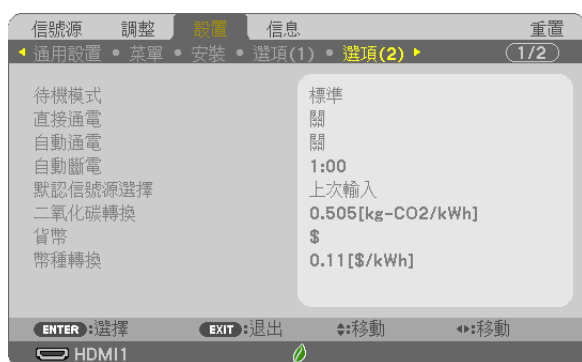 信號源 調整 設置 信息 重置
通用設置 • 菜單 • 安裝 • 選項(1) • 選項(2) 1/2
待機模式 標準
直接通電 關
自動通電 關
自動斷電 1:00
默認信號源選擇 上次輸入
二氧化碳轉換 0.505[kg-CO2/kWh]
貨幣 $
幣種轉換 0.11[$/kWh]
ENTER:選擇 EXIT:退出 :移動 :移動
HDMI1